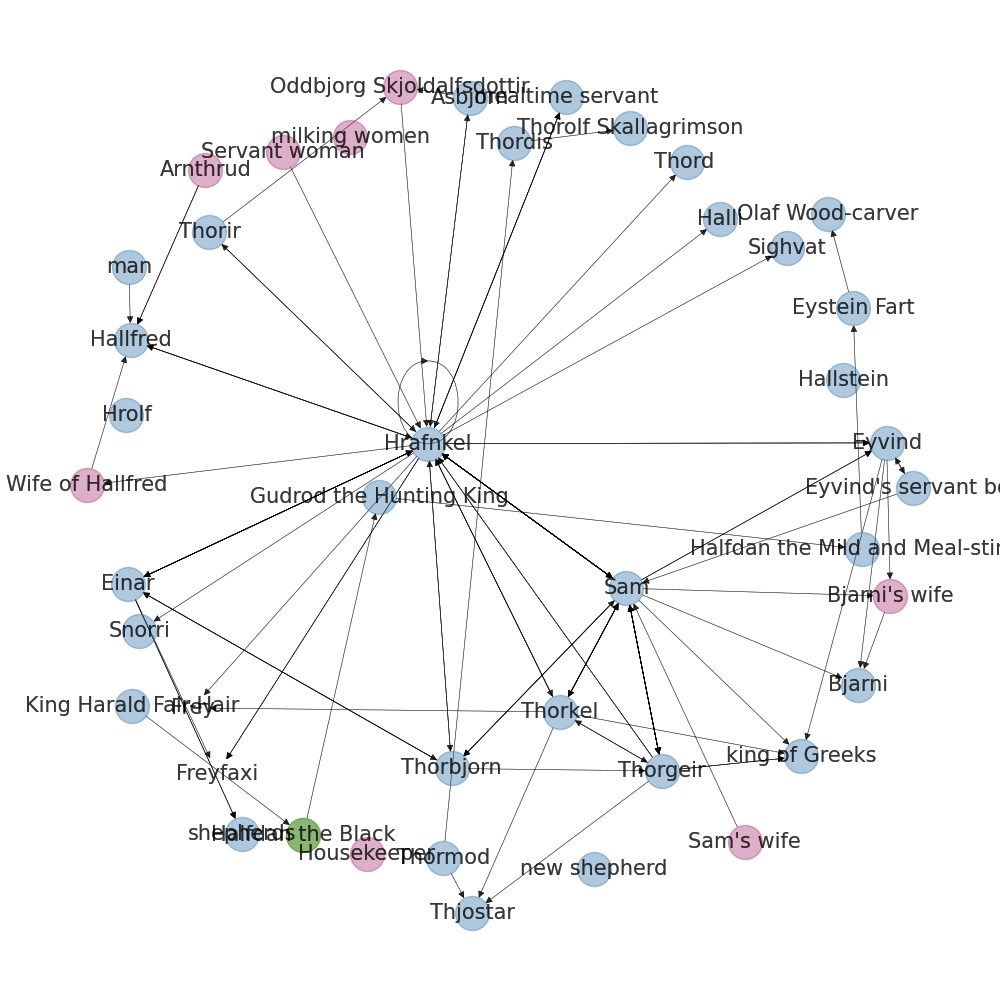 Oddbjorg Skjoldalfsdottir
Asbjorn
mealtime servant
milking women
Thorolf Skallagrimson
Thordis
Servant woman
Arnthrud
Thord
Thorir
Halli
Olaf Wood-carver
Sighvat
man
Eystein Fart
Hallfred
Hallstein
Hrolf
Hrafnkel
Eyvind
Wife of Hallfred
Gudrod the Hunting King
Eyvind's servant bo
Halfdan the Mild and Meal-stin
Einar
Sam
Bjarni's wife
Snorri
Bjarni
King Harald Fair-Hair
Frey
Thorkel
king of Greeks
Freyfaxi
Thorbjorn
Thorgeir
shepherds
Halfdan the Black
Sam's wife
Housekeeper
Thormod
new shepherd
Thjostar